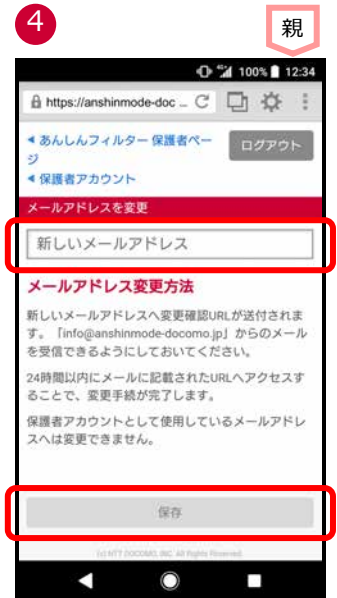 4
親
100% 12:34
https://anshinmode-doc ...
◀ あんしんフィルター 保護者ペー
ジ
ログアウト
◀ 保護者アカウント
メールアドレスを変更
新しいメールアドレス
メールアドレス変更方法
新しいメールアドレスへ変更確認URLが送付されま
す。「info@anshinmode-docomo.jp」からのメール
を受信できるようにしておいてください。
24時間以内にメールに記載されたURLへアクセスす
ることで、変更手続が完了します。
保護者アカウントとして使用しているメールアドレ
スへは変更できません。
保存
(c) NTT DOCOMO, INC. All Rights Reserved.